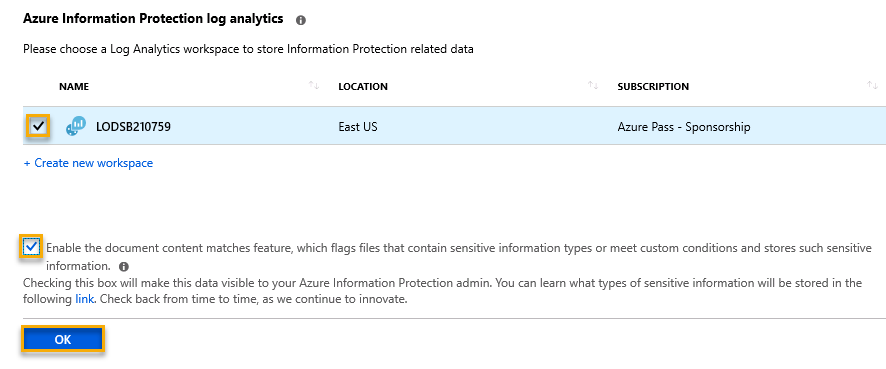 Azure Information Protection log analytics
Please choose a Log Analytics workspace to store Information Protection related data
NAME LOCATION SUBSCRIPTION
LODSB210759 East US Azure Pass - Sponsorship
+ Create new workspace
Enable the document content matches feature, which flags files that contain sensitive information types or meet custom conditions and stores such sensitive
information.
Checking this box will make this data visible to your Azure Information Protection admin. You can learn what types of sensitive information will be stored in the
following link. Check back from time to time, as we continue to innovate.
OK